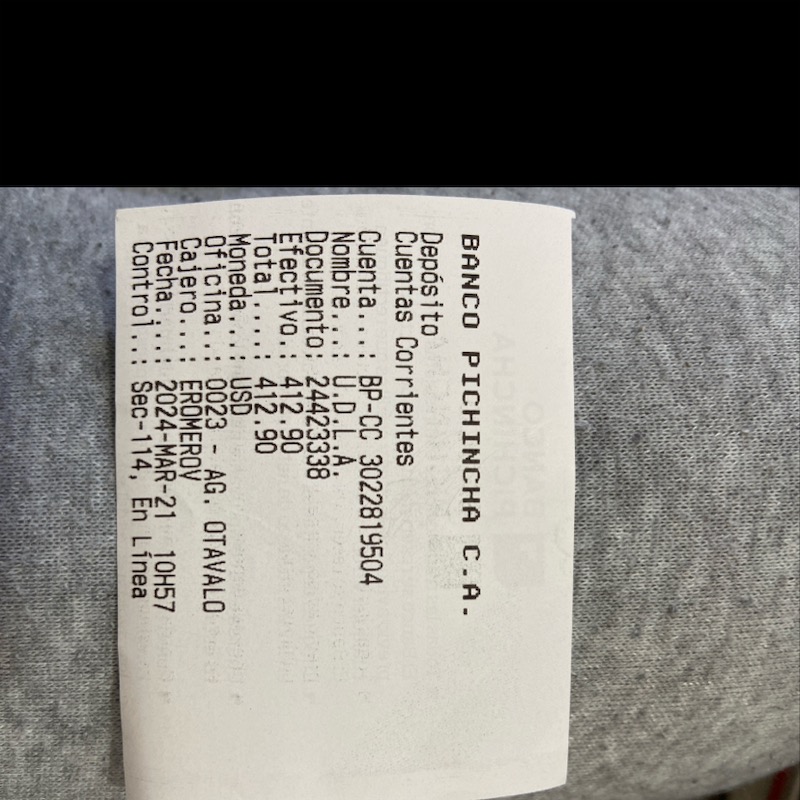 BANCO PICHINCHA C.A.
Depósito
Cuentas Corrientes
Cuenta...: BP-CC 3022819504
Nombre...: U.D.L.A.
Documento: 24423338
Efectivo.: 412.90
Total....: 412.90
Moneda...: USD
Oficina..: 0023 - AG. OTAVALO
Cajero...: EROMEROV
Fecha....: 2024-MAR-21 10H57
Control..: Sec-114, En Línea